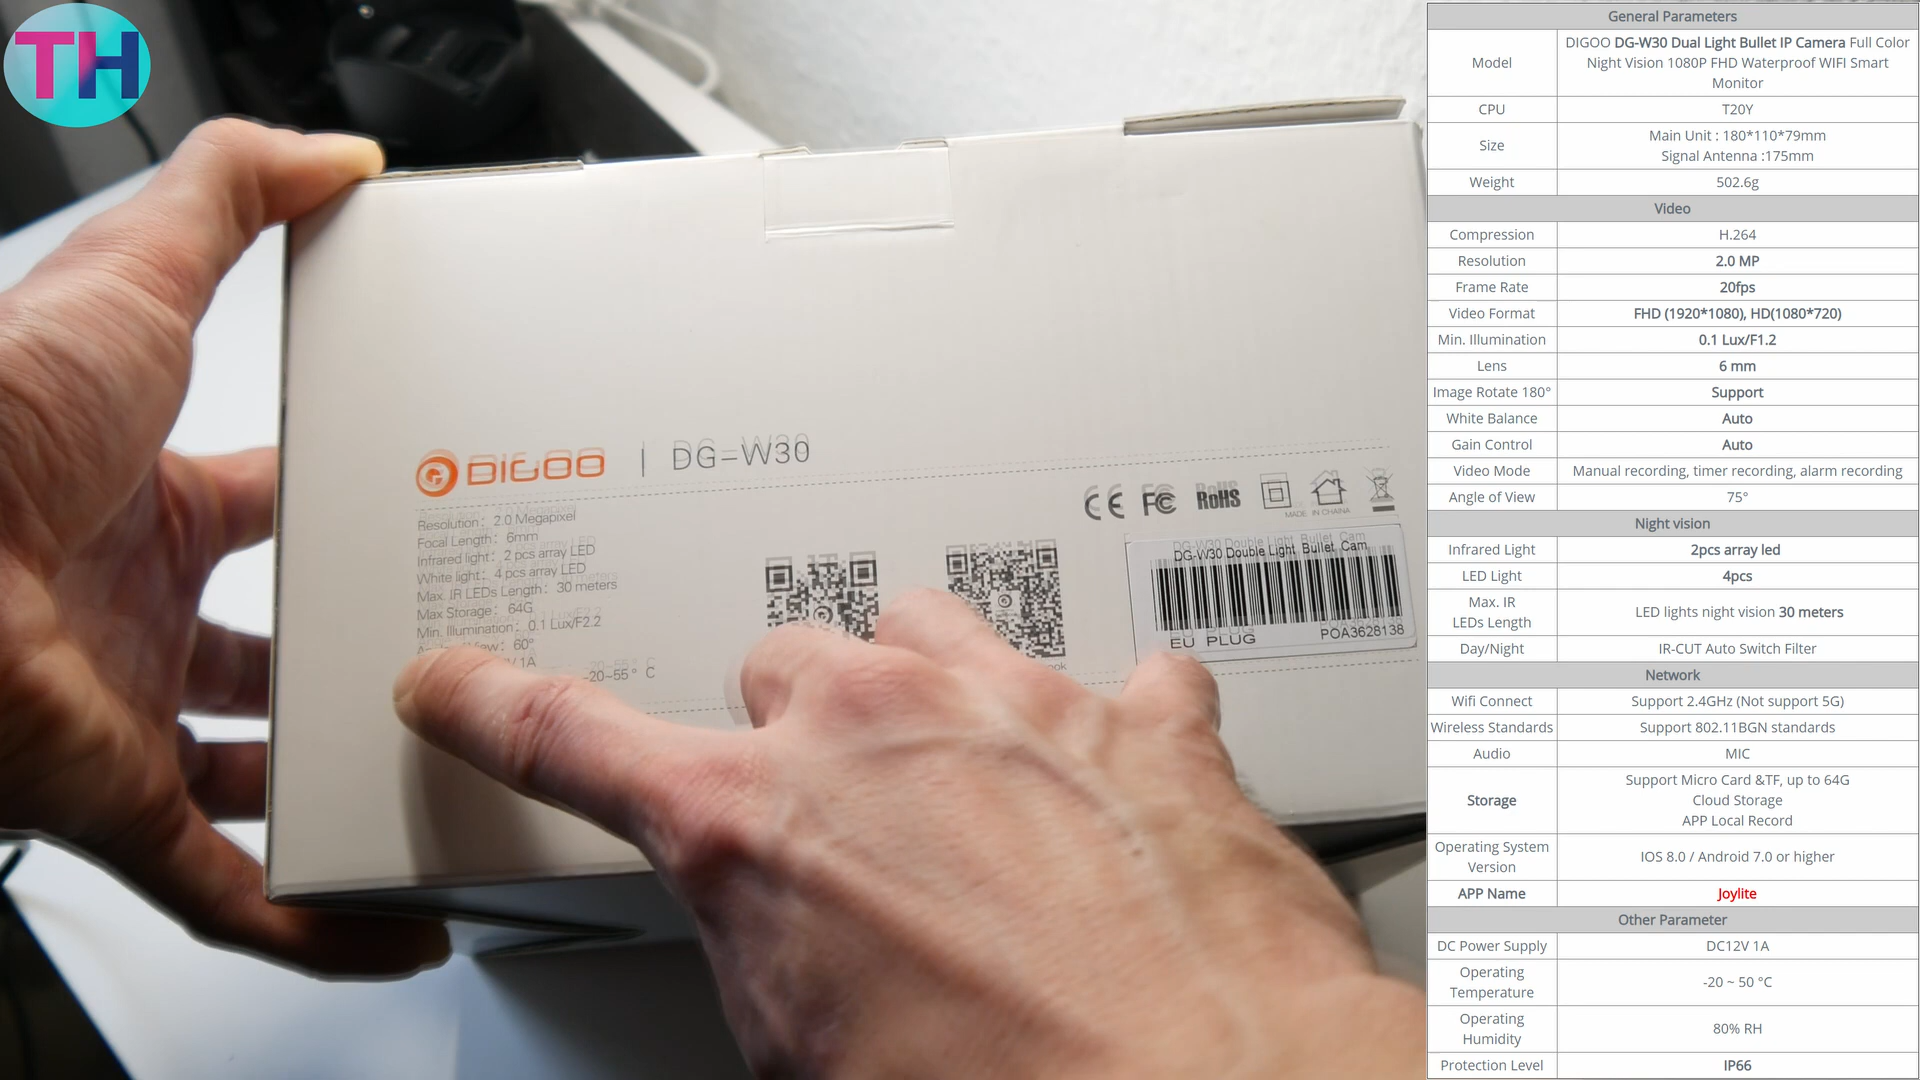 TH
DIGOO | DG-W30
Resolution: 2.0 Megapixel
Focal Length: 6mm
Infrared light: 2 pcs array LED
White light: 4 pcs array LED
Max. IR LEDs Length: 30 meters
Max Storage: 64G
Min. Illumination: 0.1 Lux/F2.2
60°
1A
-20~55° C
CE FC RoHS
MADE IN CHINA
DG-W30 Double Light Bullet Cam
EU PLUG POA3628138
General Parameters
Model DIGOO DG-W30 Dual Light Bullet IP Camera Full Color
Night Vision 1080P FHD Waterproof WIFI Smart
Monitor
CPU T20Y
Size Main Unit : 180*110*79mm
Signal Antenna :175mm
Weight 502.6g
Video
Compression H.264
Resolution 2.0 MP
Frame Rate 20fps
Video Format FHD (1920*1080), HD(1080*720)
Min. Illumination 0.1 Lux/F1.2
Lens 6 mm
Image Rotate 180° Support
White Balance Auto
Gain Control Auto
Video Mode Manual recording, timer recording, alarm recording
Angle of View 75°
Night vision
Infrared Light 2pcs array led
LED Light 4pcs
Max. IR
LEDs Length LED lights night vision 30 meters
Day/Night IR-CUT Auto Switch Filter
Network
Wifi Connect Support 2.4GHz (Not support 5G)
Wireless Standards Support 802.11BGN standards
Audio MIC
Storage Support Micro Card &TF, up to 64G
Cloud Storage
APP Local Record
Operating System
Version IOS 8.0 / Android 7.0 or higher
APP Name Joylite
Other Parameter
DC Power Supply DC12V 1A
Operating
Temperature -20 ~ 50 °C
Operating
Humidity 80% RH
Protection Level IP66